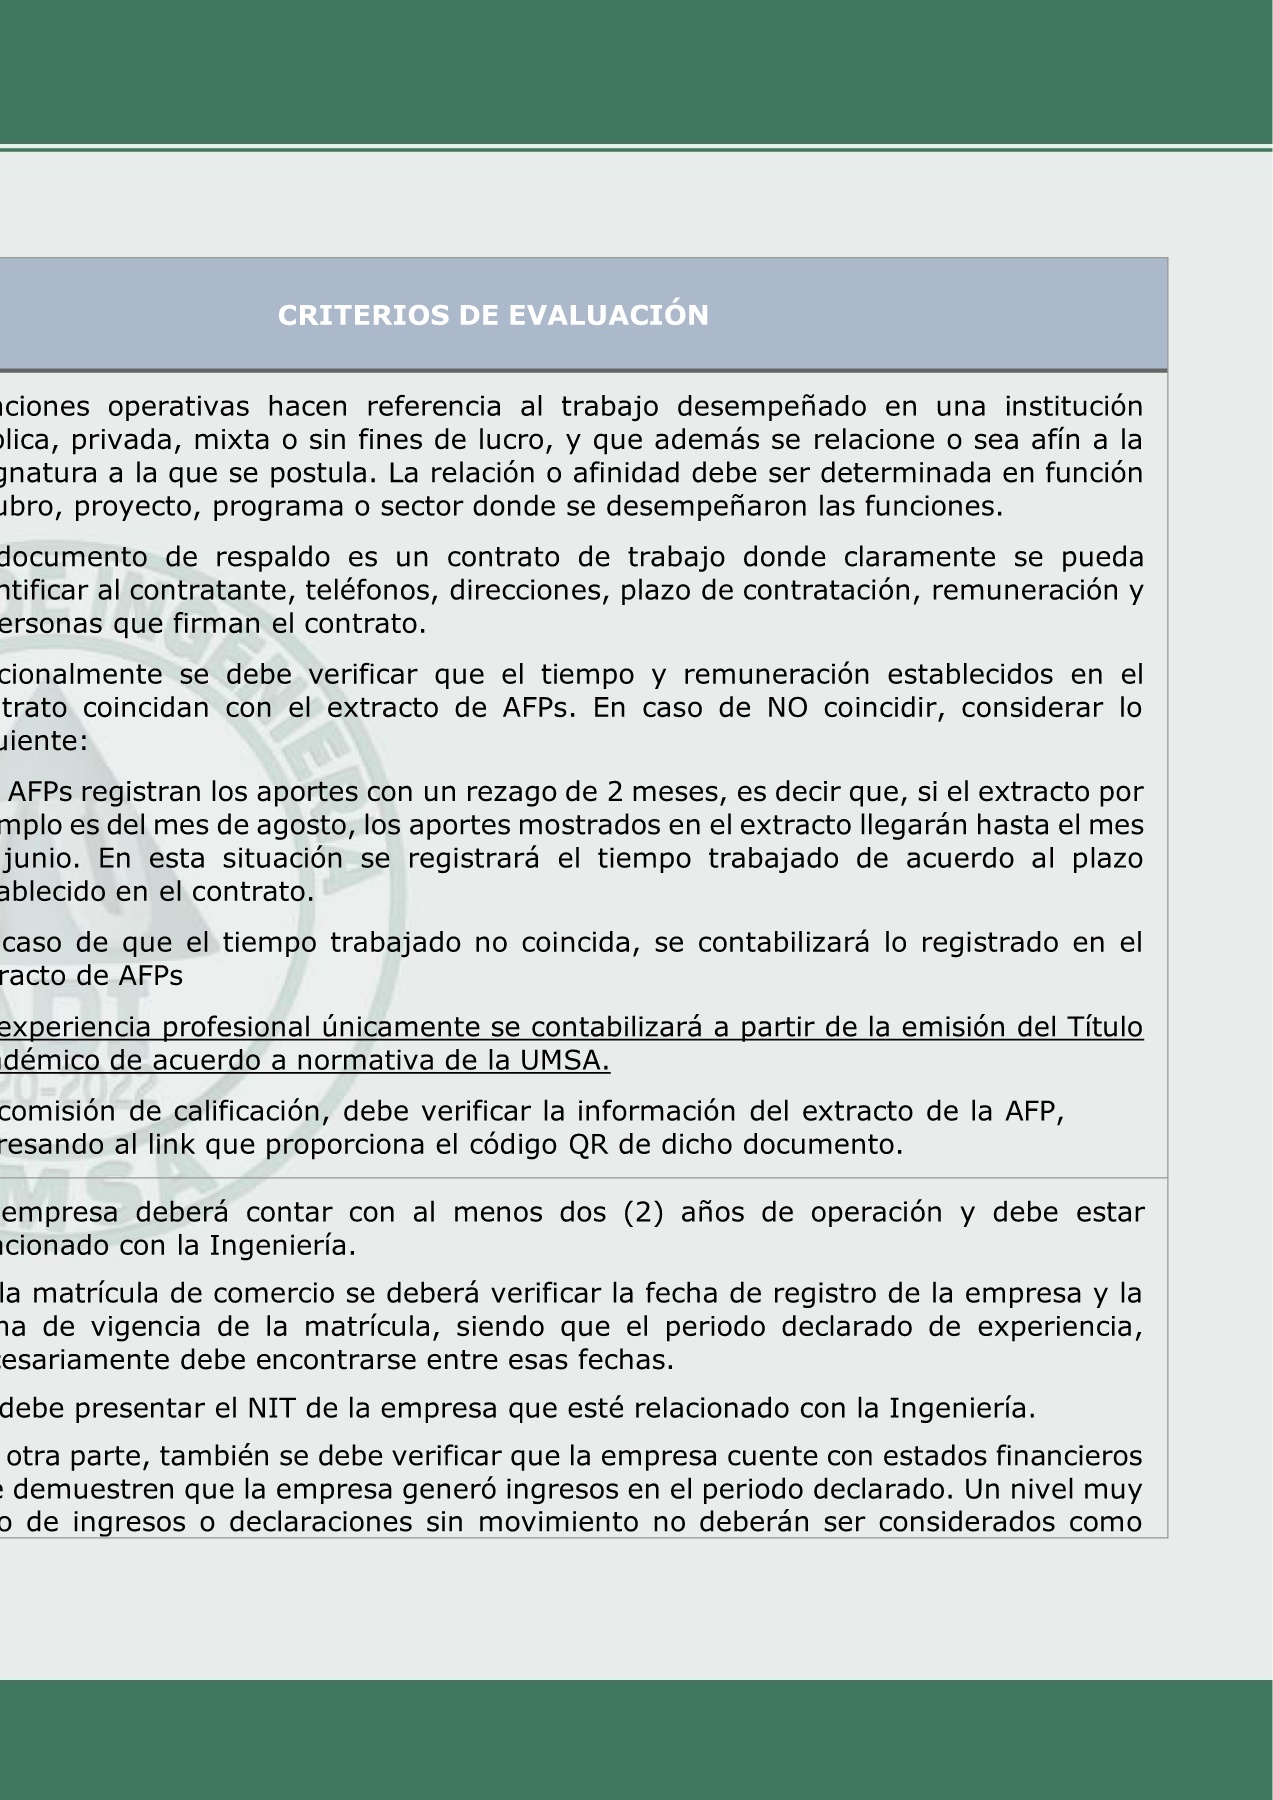 CRITERIOS DE EVALUACIÓN
nciones operativas hacen referencia al trabajo desempeñado en una institución
blica, privada, mixta o sin fines de lucro, y que además se relacione o sea afín a la
gnatura a la que se postula. La relación o afinidad debe ser determinada en función
ubro, proyecto, programa o sector donde se desempeñaron las funciones.
documento de respaldo es un contrato de trabajo donde claramente se pueda
ntificar al contratante, teléfonos, direcciones, plazo de contratación, remuneración y
ersonas que firman el contrato.
cionalmente se debe verificar que el tiempo y remuneración establecidos en el
trato coincidan con el extracto de AFPs. En caso de NO coincidir, considerar lo
uiente:
AFPs registran los aportes con un rezago de 2 meses, es decir que, si el extracto por
mplo es del mes de agosto, los aportes mostrados en el extracto llegarán hasta el mes
junio. En esta situación se registrará el tiempo trabajado de acuerdo al plazo
ablecido en el contrato.
caso de que el tiempo trabajado no coincida, se contabilizará lo registrado en el
racto de AFPs
experiencia profesional únicamente se contabilizará a partir de la emisión del Título
adémico de acuerdo a normativa de la UMSA.
comisión de calificación, debe verificar la información del extracto de la AFP,
resando al link que proporciona el código QR de dicho documento.
empresa deberá contar con al menos dos (2) años de operación y debe estar
acionado con la Ingeniería.
la matrícula de comercio se deberá verificar la fecha de registro de la empresa y la
ha de vigencia de la matrícula, siendo que el periodo declarado de experiencia,
cesariamente debe encontrarse entre esas fechas.
debe presentar el NIT de la empresa que esté relacionado con la Ingeniería.
otra parte, también se debe verificar que la empresa cuente con estados financieros
e demuestren que la empresa generó ingresos en el periodo declarado. Un nivel muy
o de ingresos o declaraciones sin movimiento no deberán ser considerados como
DE INGENIERIA
ADI
20-2022
MSA